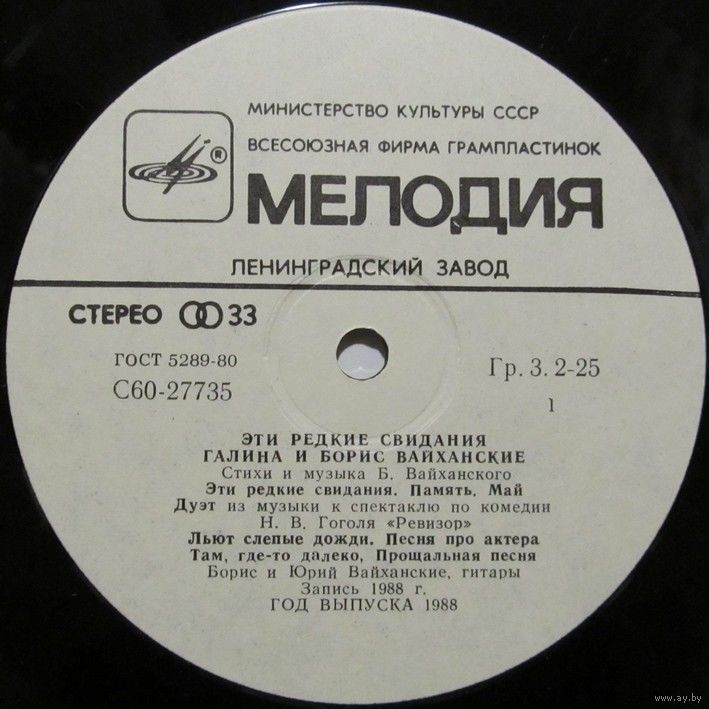 МИНИСТЕРСТВО КУЛЬТУРЫ СССР
ВСЕСОЮЗНАЯ ФИРМА ГРАМПЛАСТИНОК
®
МЕЛОДИЯ
ЛЕНИНГРАДСКИЙ ЗАВОД
СТЕРЕО 33
ГОСТ 5289-80
С60-27735
Гр. 3. 2-25
1
ЭТИ РЕДКИЕ СВИДАНИЯ
ГАЛИНА И БОРИС ВАЙХАНСКИЕ
Стихи и музыка Б. Вайханского
Эти редкие свидания. Память. Май
Дуэт из музыки к спектаклю по комедии
Н. В. Гоголя «Ревизор»
Льют слепые дожди. Песня про актера
Там, где-то далеко, Прощальная песня
Борис и Юрий Вайханские, гитары
Запись 1988 г.
ГОД ВЫПУСКА 1988
www.ay.by